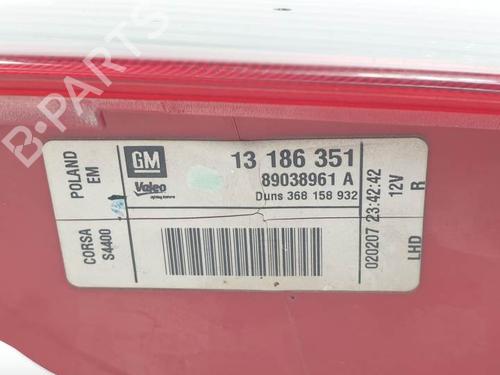 B-PARTS
POLAND
EM
GM
Valeo
13 186 351
89038961 A
Duns 368 158 932
CORSA
S4400
020207 23:42:42
12V
R
LHD